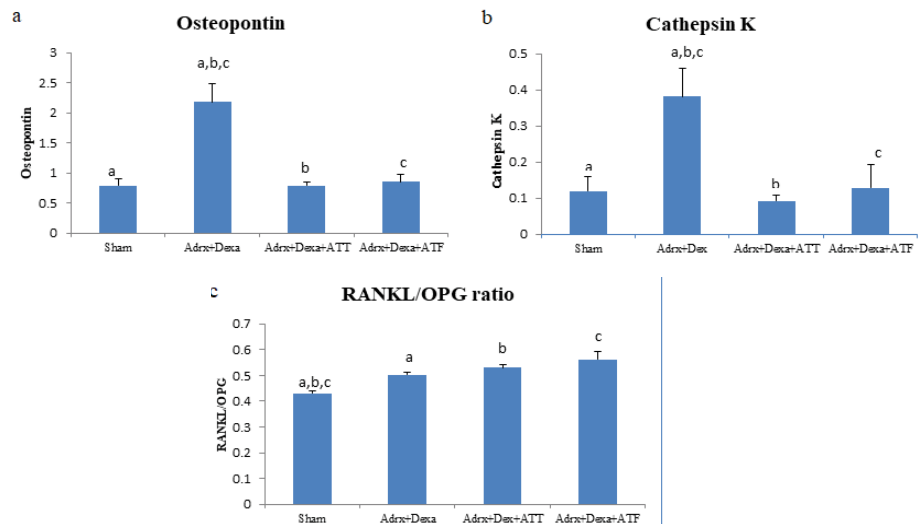 a
Osteopontin
3
2.5
2
1.5
1
0.5
0
Osteopontin
a
a,b,c
b
c
Sham
Adrx+Dexa
Adrx+Dexa+ATT
Adrx+Dexa+ATF
b
Cathepsin K
0.5
0.4
0.3
0.2
0.1
0.0
Cathepsin K
a
a,b,c
b
c
Sham
Adrx+Dex
Adrx+Dexa+ATT
Adrx+Dexa+ATF
c
RANKL/OPG ratio
0.7
0.6
0.5
0.4
0.3
0.2
0.1
0
RANKL/OPG
a,b,c
a
b
c
Sham
Adrx+Dexa
Adrx+Dex+ATT
Adrx+Dexa+ATF